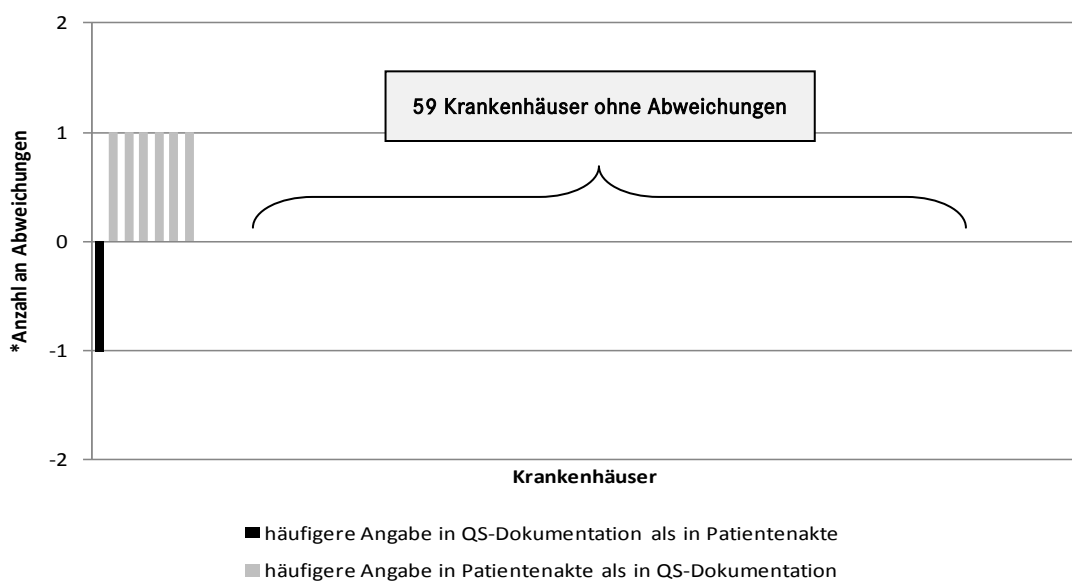 2
59 Krankenhäuser ohne Abweichungen
1
0
-1
-2
*Anzahl an Abweichungen
Krankenhäuser
häufigere Angabe in QS-Dokumentation als in Patientenakte
häufigere Angabe in Patientenakte als in QS-Dokumentation